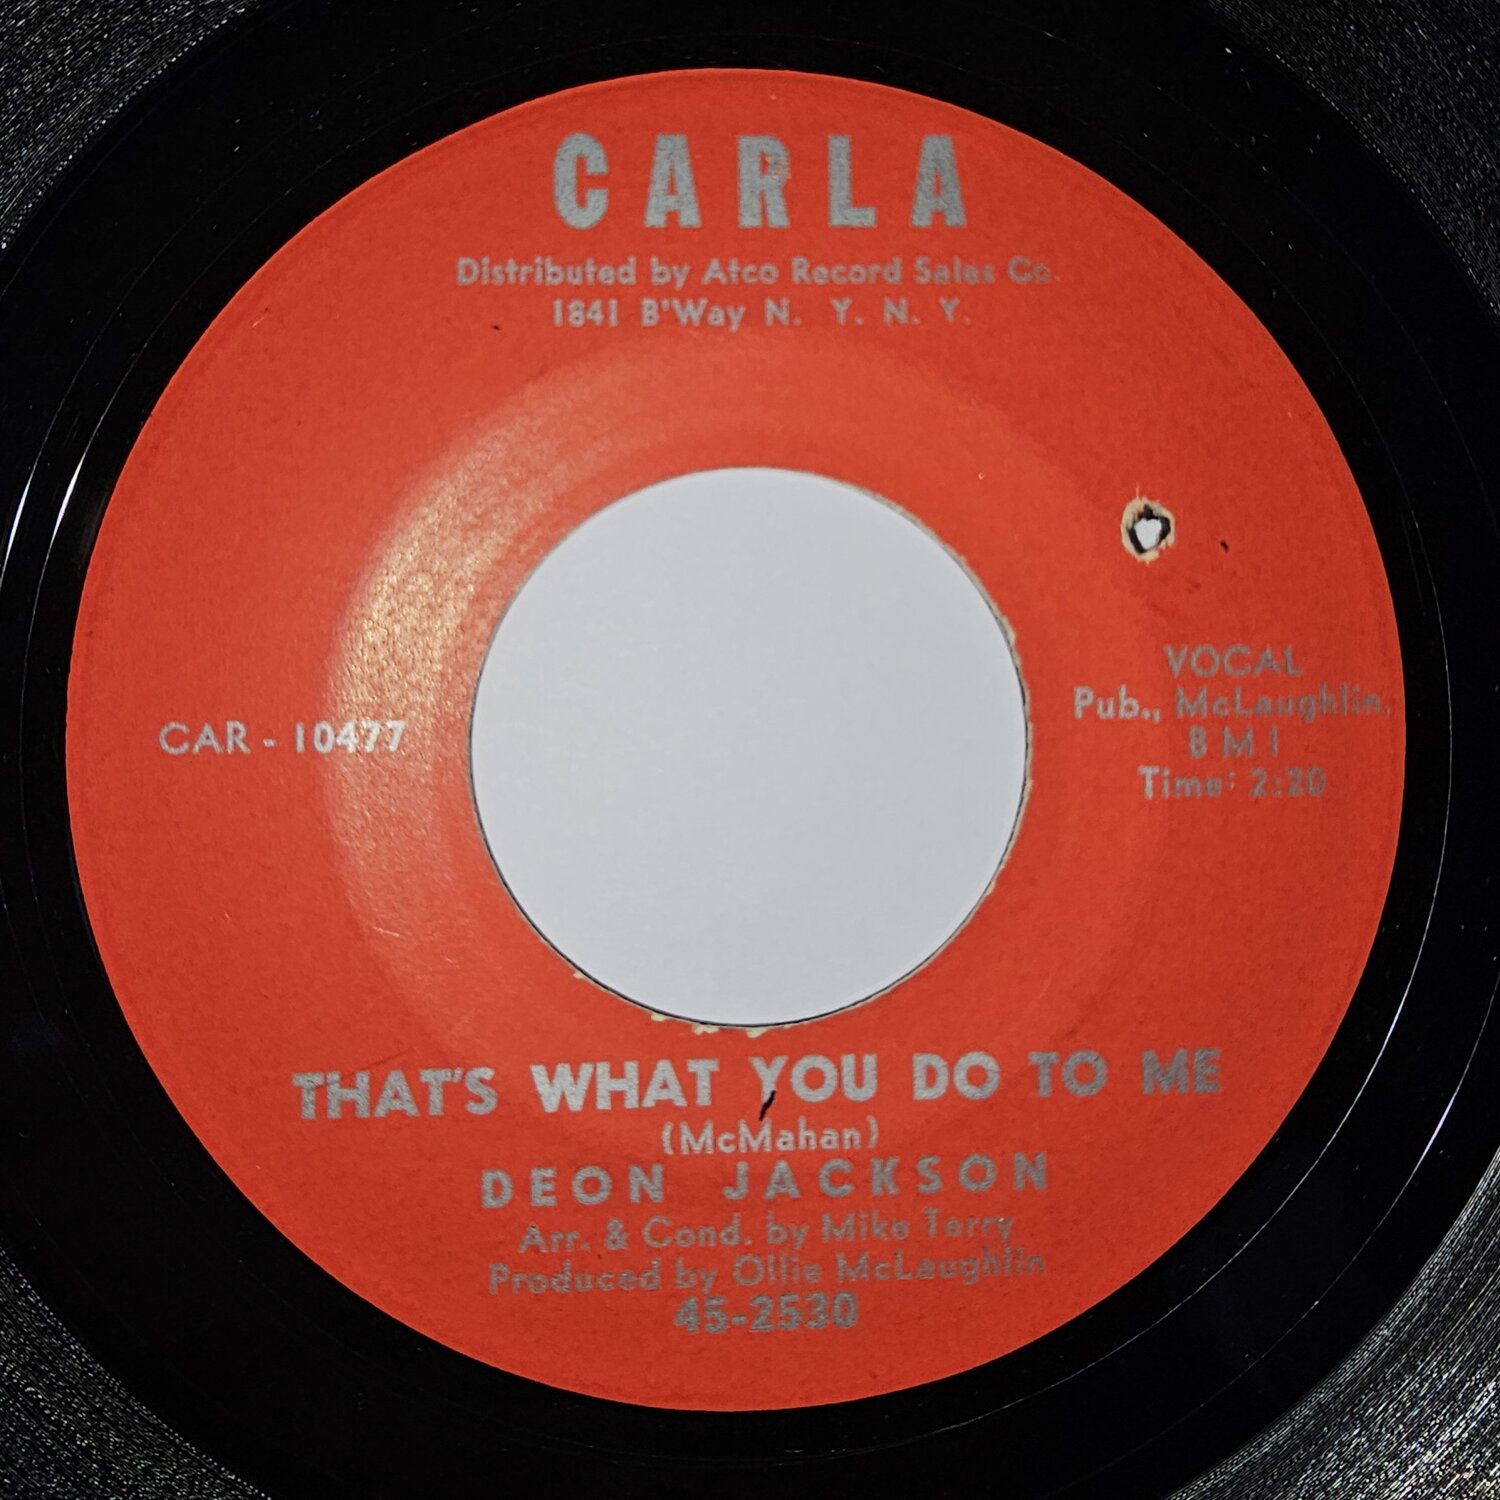 CARLA
Distributed by Atco Record Sales Co.
1841 B'Way N. Y. N. Y.
CAR - 10477
VOCAL
Pub., McLaughlin,
B M I
Time: 2:20
THAT'S WHAT YOU DO TO ME
(McMahan)
DEON JACKSON
Arr. & Cond. by Mike Terry
Produced by Ollie McLaughlin
45-2530